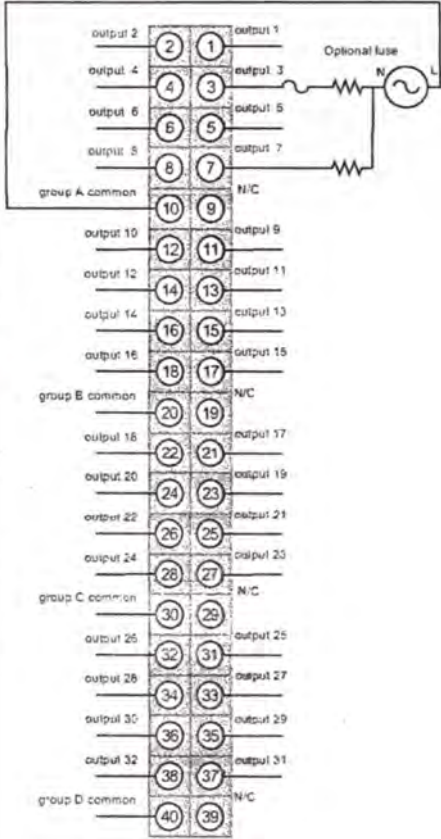 output 2 2 1 output 1
Optional fuse
output 4 4 3 output 3 N L
output 6 6 5 output 5
output 8 8 7 output 7
group A common 10 9 N/C
output 10 12 11 output 9
output 12 14 13 output 11
output 14 16 15 output 13
output 16 18 17 output 15
group B common 20 19 N/C
output 18 22 21 output 17
output 20 24 23 output 19
output 22 26 25 output 21
output 24 28 27 output 23
group C common 30 29 N/C
output 26 32 31 output 25
output 28 34 33 output 27
output 30 36 35 output 29
output 32 38 37 output 31
group D common 40 39 N/C